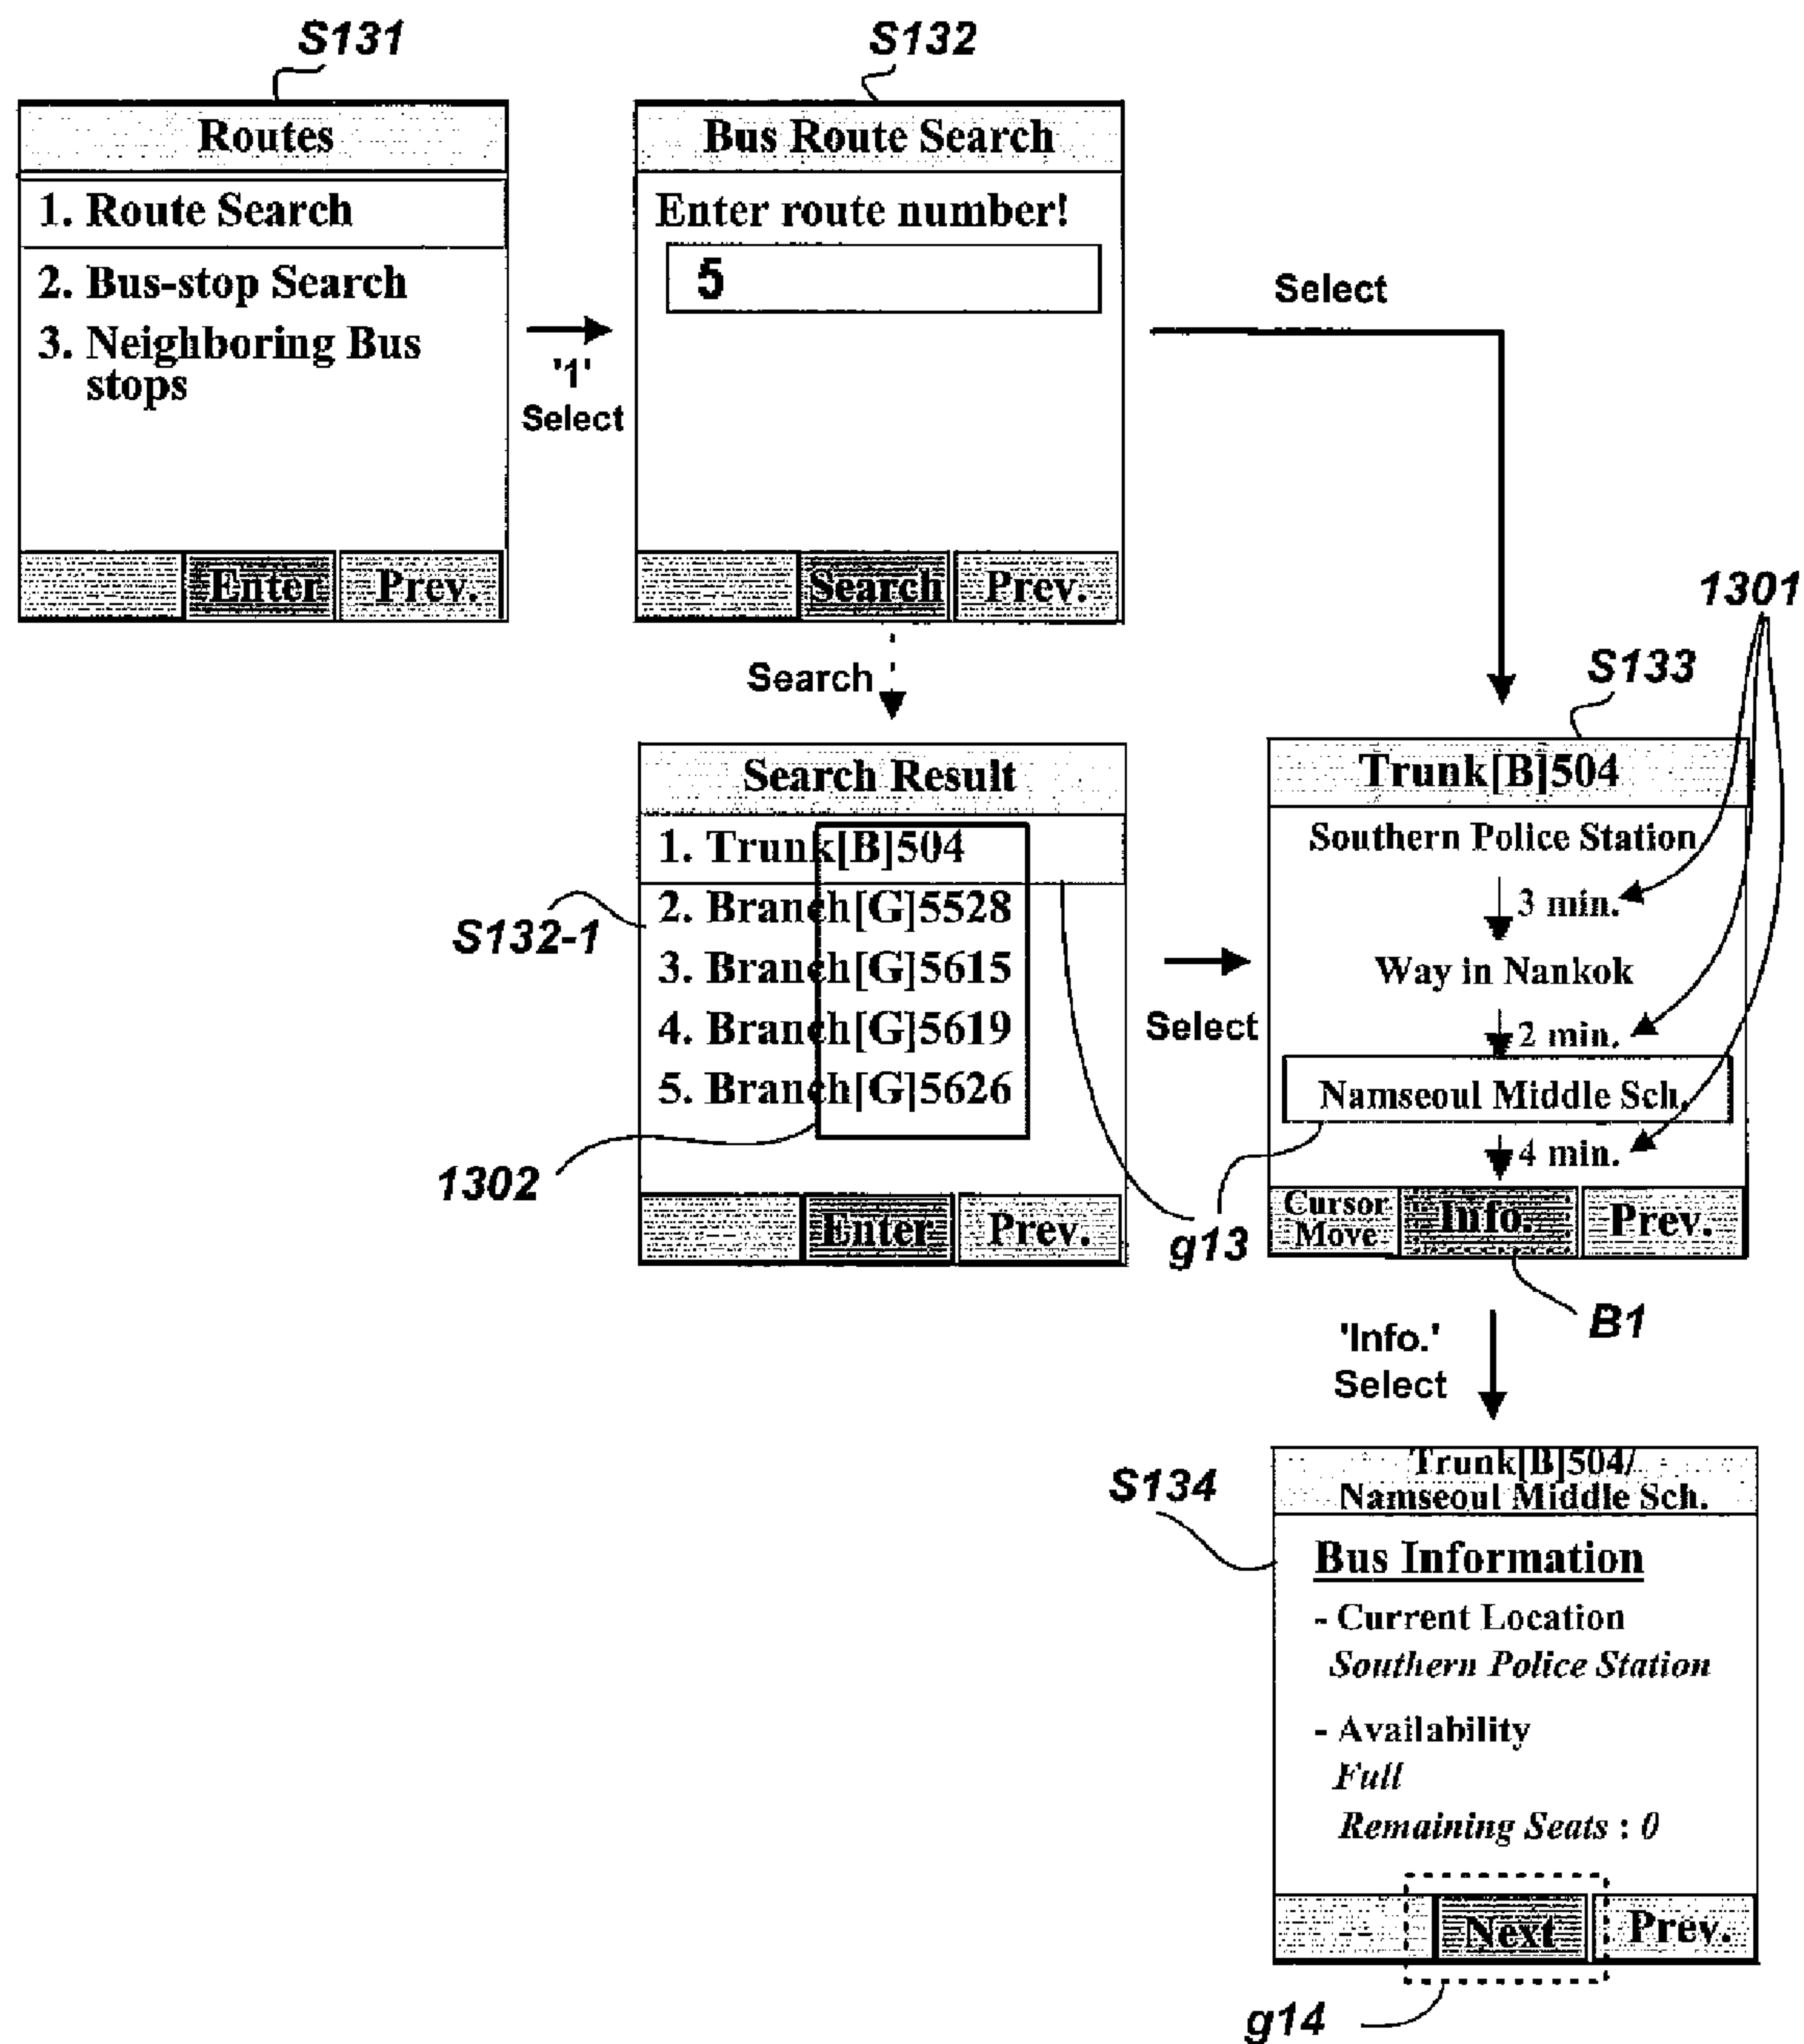 S131
Routes
1. Route Search
2. Bus-stop Search
3. Neighboring Bus
stops
Enter
Prev.
'1'
Select
S132
Bus Route Search
Enter route number!
5
Search
Prev.
Select
Search
Search Result
1. Trunk[B]504
2. Branch[G]5528
3. Branch[G]5615
4. Branch[G]5619
5. Branch[G]5626
Enter
Prev.
S132-1
1302
Select
g13
1301
S133
Trunk[B]504
Southern Police Station
3 min.
Way in Nankok
2 min.
Namseoul Middle Sch.
4 min.
Cursor
Move
Info.
Prev.
B1
'Info.'
Select
S134
Trunk[B]504/
Namseoul Middle Sch.
Bus Information
- Current Location
Southern Police Station
- Availability
Full
Remaining Seats : 0
--
Next
Prev.
g14